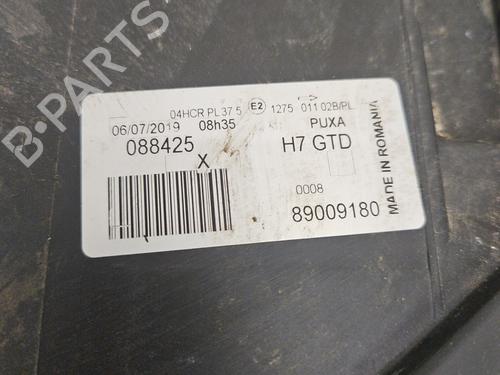 04HCR PL 37 5 E2 1275 011 02B/PL
06/07/2019 08h35 PUXA
088425 X H7 GTD
0008
89009180
MADE IN ROMANIA
B-PARTS